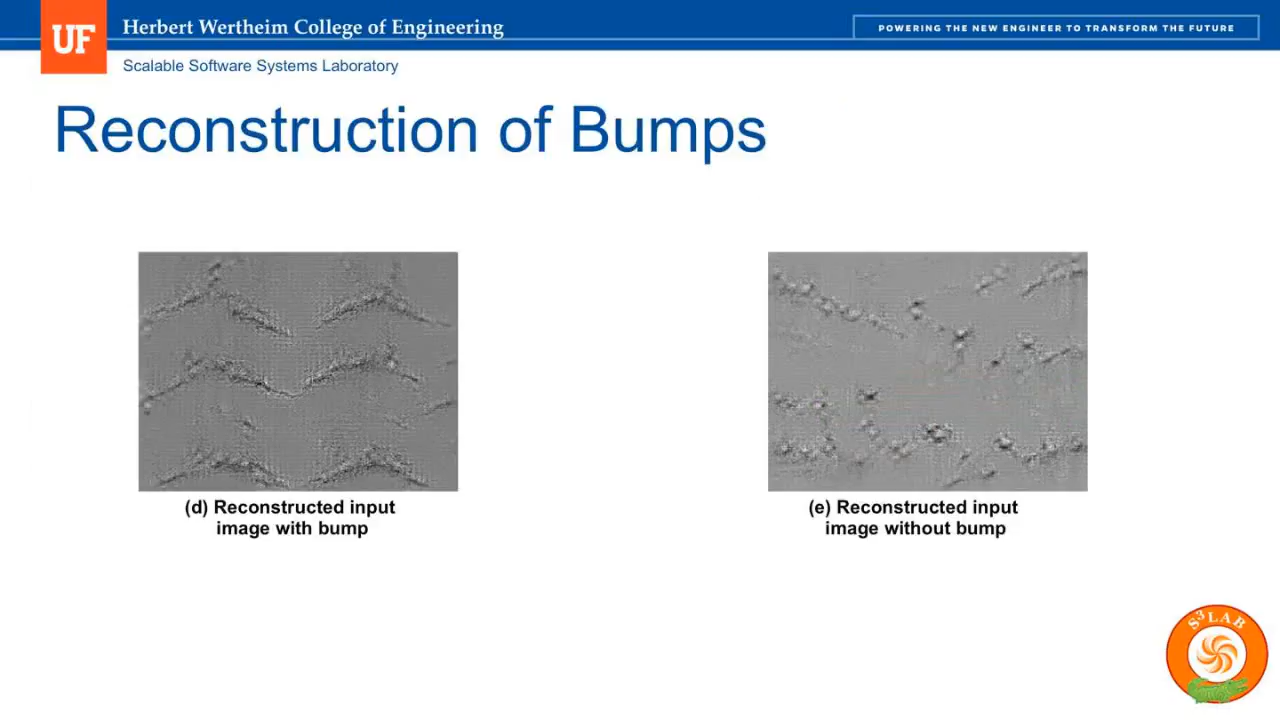 UF
Herbert Wertheim College of Engineering
POWERING THE NEW ENGINEER TO TRANSFORM THE FUTURE
Scalable Software Systems Laboratory
Reconstruction of Bumps
(d) Reconstructed input
image with bump
(e) Reconstructed input
image without bump
S³LAB